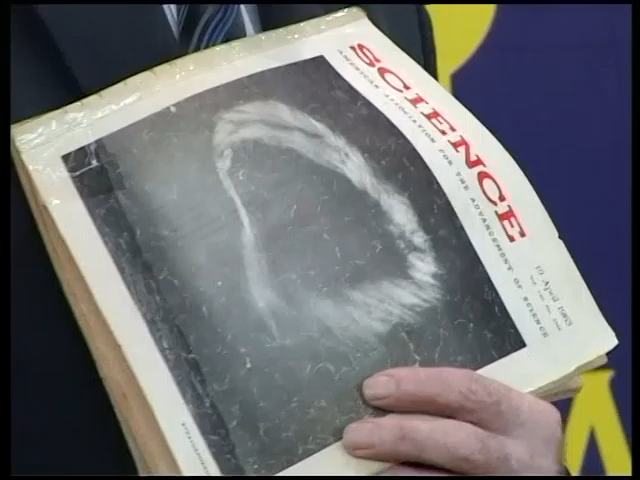 SCIENCE
AMERICAN ASSOCIATION FOR THE ADVANCEMENT OF SCIENCE
19 April 1963